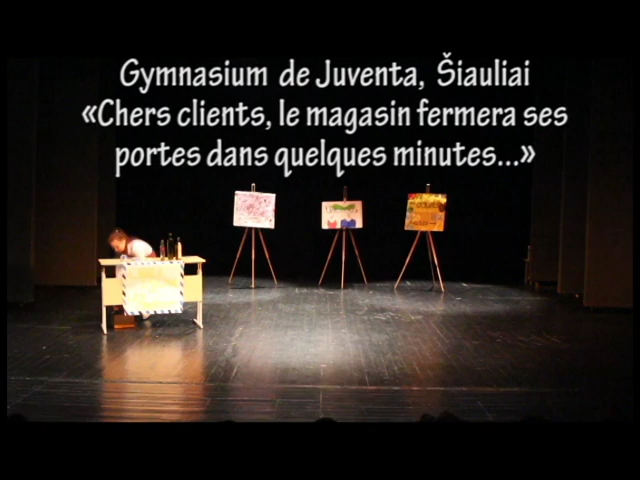 Gymnasium de Juventa, Šiauliai
«Chers clients, le magasin fermera ses
portes dans quelques minutes...»